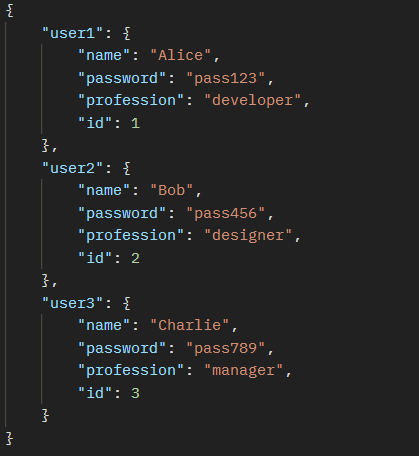 {
    "user1": {
        "name": "Alice",
        "password": "pass123",
        "profession": "developer",
        "id": 1
    },
    "user2": {
        "name": "Bob",
        "password": "pass456",
        "profession": "designer",
        "id": 2
    },
    "user3": {
        "name": "Charlie",
        "password": "pass789",
        "profession": "manager",
        "id": 3
    }
}